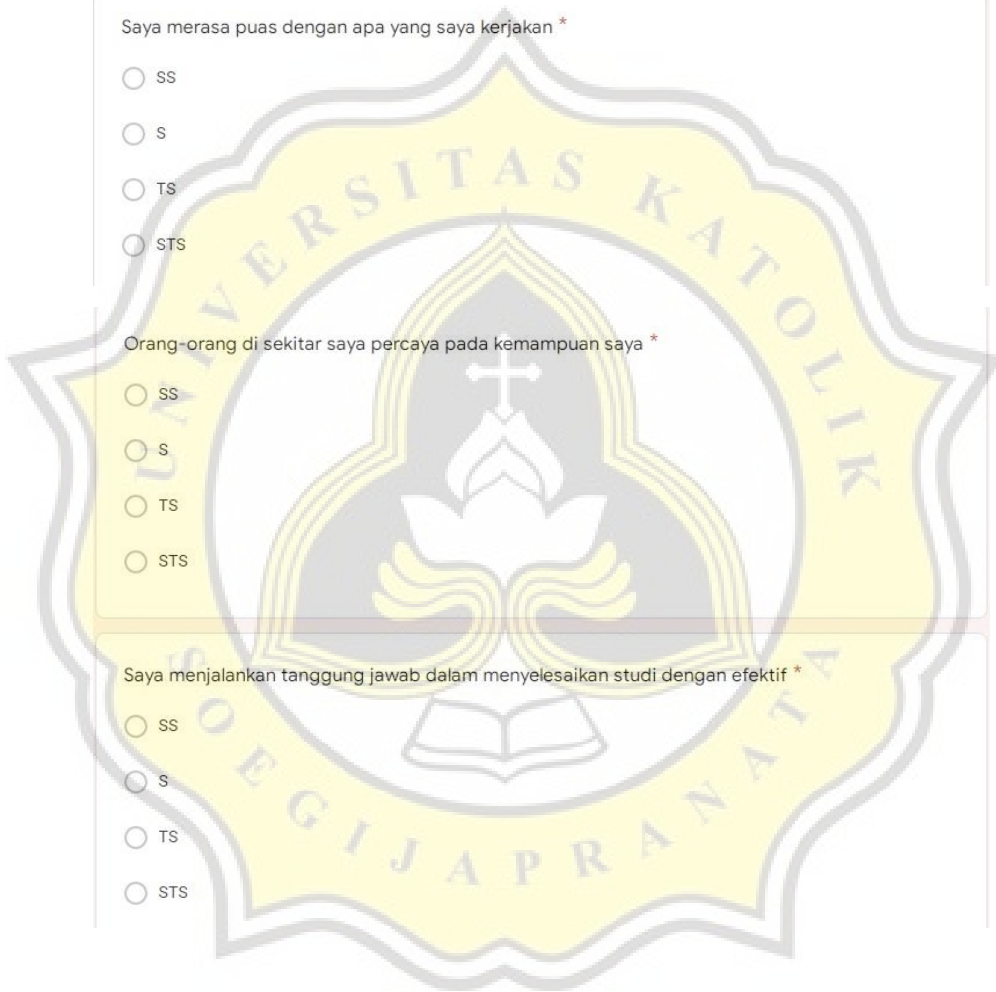 Saya merasa puas dengan apa yang saya kerjakan *
SS
S
TS
STS
Orang-orang di sekitar saya percaya pada kemampuan saya *
SS
S
TS
STS
Saya menjalankan tanggung jawab dalam menyelesaikan studi dengan efektif *
SS
S
TS
STS
UNIVERSITAS KATOLIK
SOEGIJAPRANATA